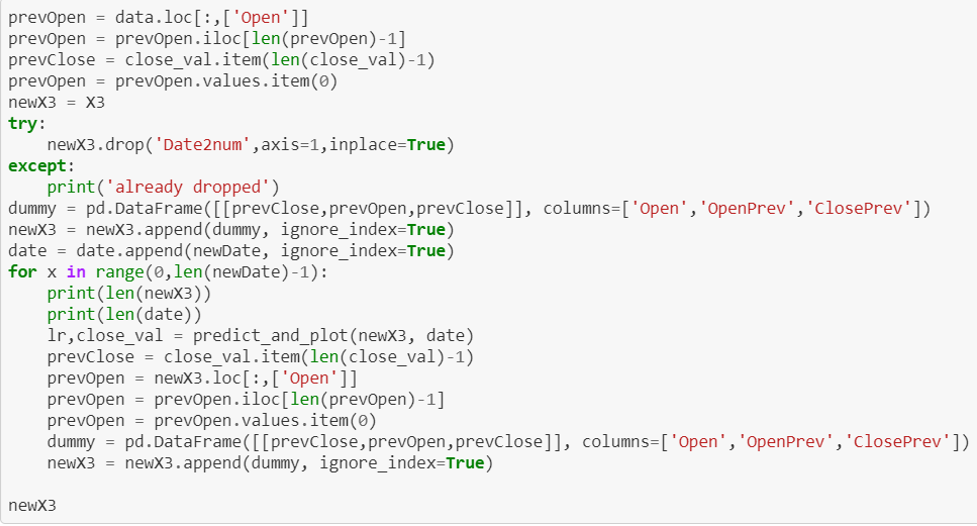 prevOpen = data.loc[:,['Open']]
prevOpen = prevOpen.iloc[len(prevOpen)-1]
prevClose = close_val.item(len(close_val)-1)
prevOpen = prevOpen.values.item(0)
newX3 = X3
try:
    newX3.drop('Date2num',axis=1,inplace=True)
except:
    print('already dropped')
dummy = pd.DataFrame([[prevClose,prevOpen,prevClose]], columns=['Open','OpenPrev','ClosePrev'])
newX3 = newX3.append(dummy, ignore_index=True)
date = date.append(newDate, ignore_index=True)
for x in range(0,len(newDate)-1):
    print(len(newX3))
    print(len(date))
    lr,close_val = predict_and_plot(newX3, date)
    prevClose = close_val.item(len(close_val)-1)
    prevOpen = newX3.loc[:,['Open']]
    prevOpen = prevOpen.iloc[len(prevOpen)-1]
    prevOpen = prevOpen.values.item(0)
    dummy = pd.DataFrame([[prevClose,prevOpen,prevClose]], columns=['Open','OpenPrev','ClosePrev'])
    newX3 = newX3.append(dummy, ignore_index=True)

newX3